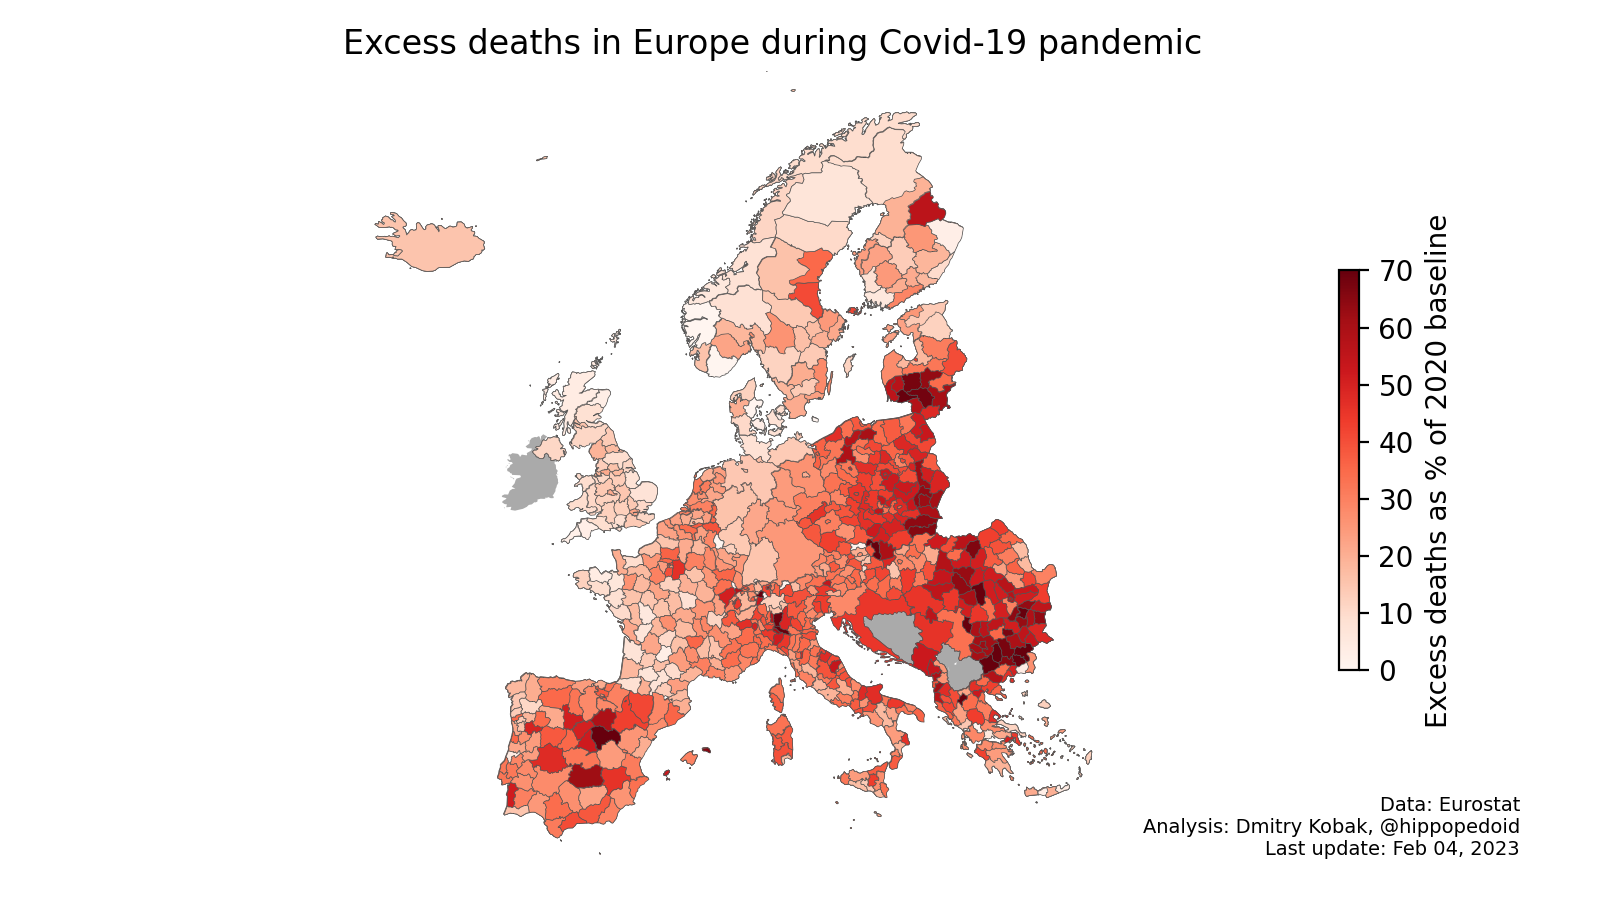 Excess deaths in Europe during Covid-19 pandemic
70
60
50
40
30
20
10
0
Excess deaths as % of 2020 baseline
Data: Eurostat
Analysis: Dmitry Kobak, @hippopedoid
Last update: Feb 04, 2023